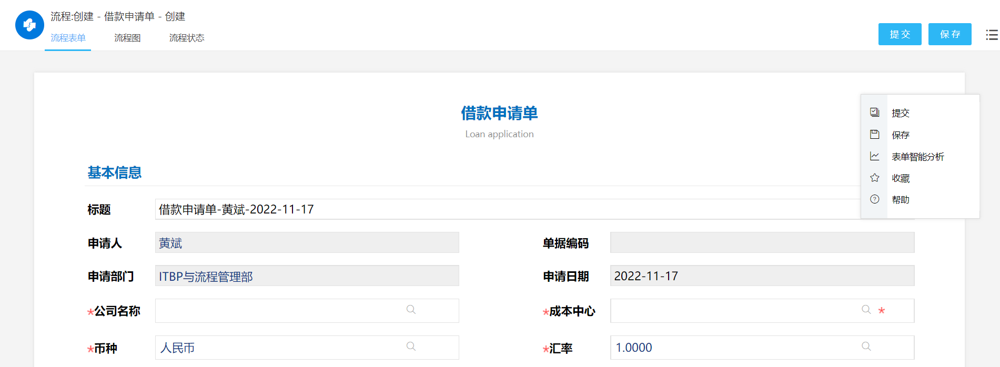 流程:创建 - 借款申请单 - 创建
流程表单 流程图 流程状态
提交 保存
借款申请单
Loan application
提交
保存
表单智能分析
收藏
帮助
基本信息
标题 借款申请单-黄斌-2022-11-17
申请人 黄斌 单据编码
申请部门 ITBP与流程管理部 申请日期 2022-11-17
*公司名称 *成本中心 *
*币种 人民币 *汇率 1.0000